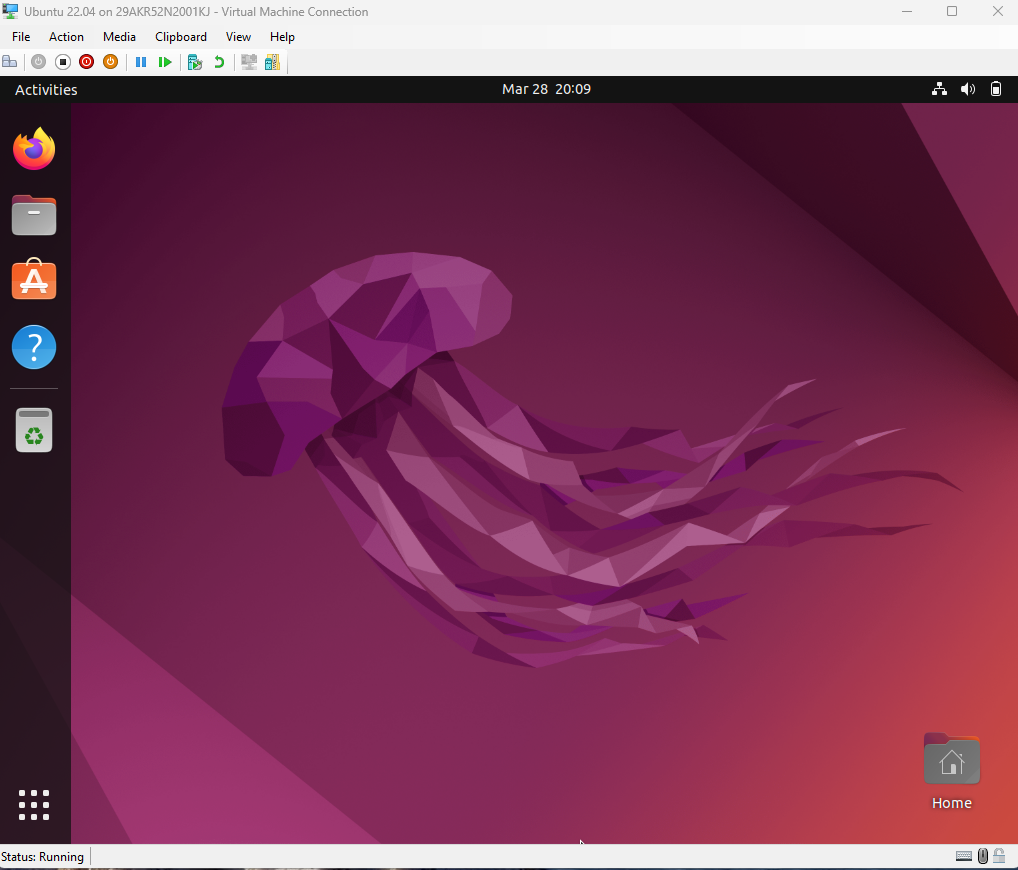 Ubuntu 22.04 on 29AKR52N2001KJ - Virtual Machine Connection
File Action Media Clipboard View Help
Activities
Mar 28 20:09
Home
Status: Running